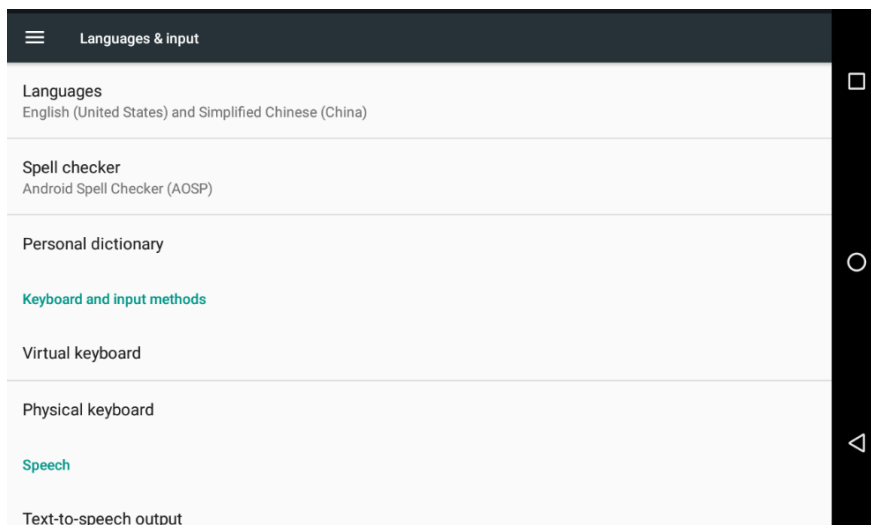 Languages & input
Languages
English (United States) and Simplified Chinese (China)
Spell checker
Android Spell Checker (AOSP)
Personal dictionary
Keyboard and input methods
Virtual keyboard
Physical keyboard
Speech
Text-to-speech output